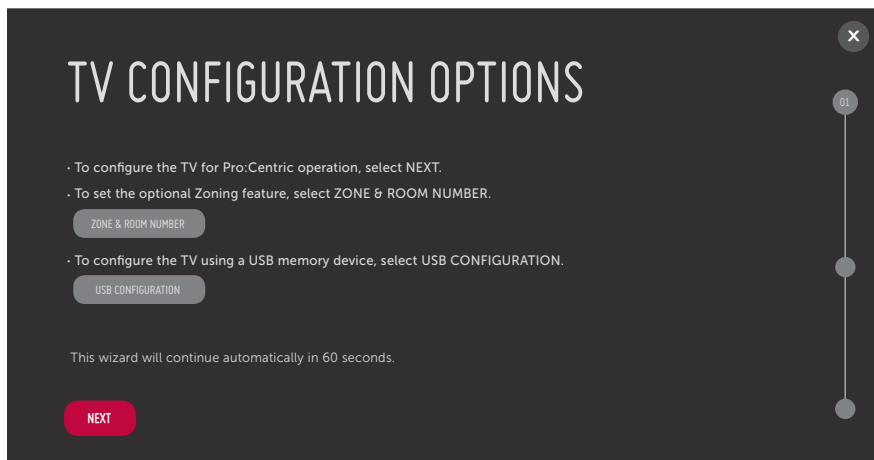 X
TV CONFIGURATION OPTIONS
01
· To configure the TV for Pro:Centric operation, select NEXT.
· To set the optional Zoning feature, select ZONE & ROOM NUMBER.
ZONE & ROOM NUMBER
· To configure the TV using a USB memory device, select USB CONFIGURATION.
USB CONFIGURATION
This wizard will continue automatically in 60 seconds.
NEXT